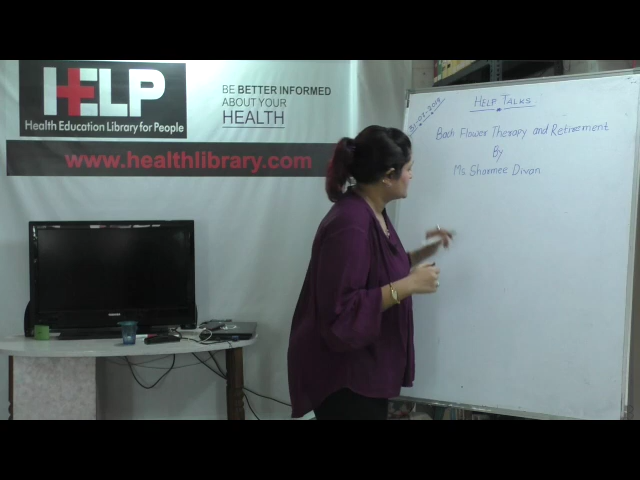 HELP
Health Education Library for People
BE BETTER INFORMED
ABOUT YOUR
HEALTH
www.healthlibrary.com
HELP TALKS
Bach Flower Therapy and Retirement
By
Ms Sharmee Divan